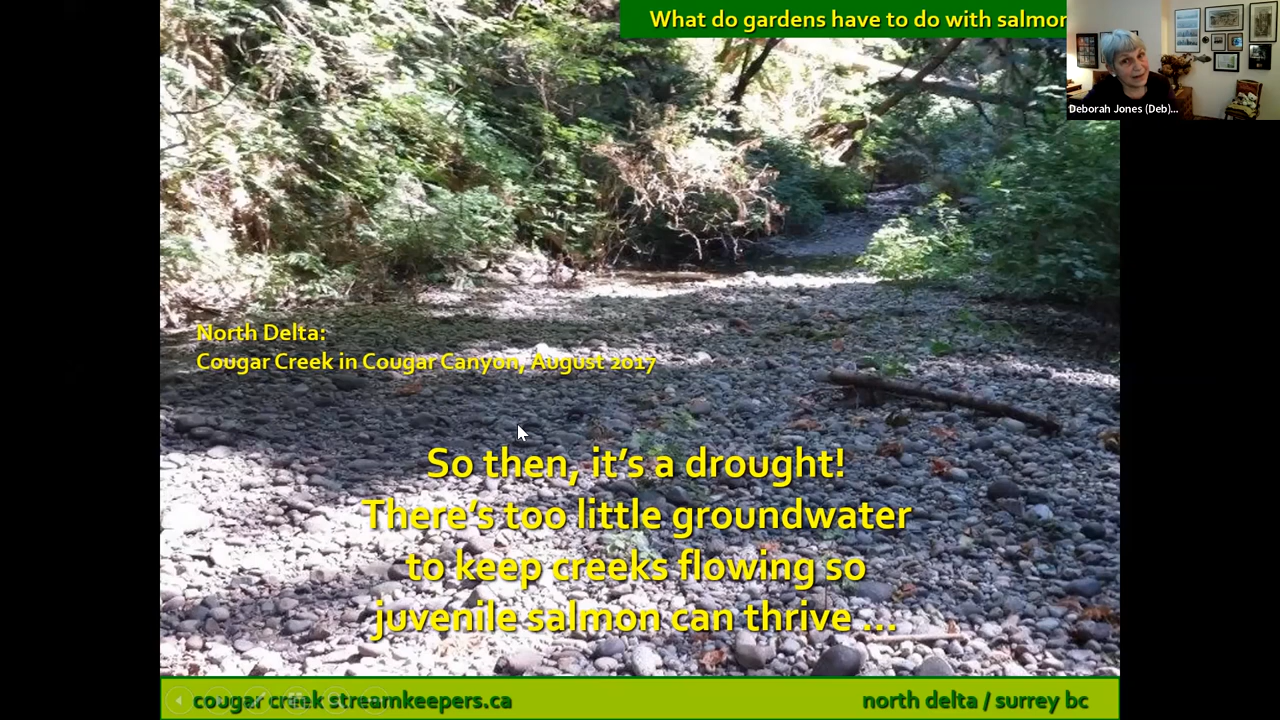 What do gardens have to do with salmon
Deborah Jones (Deb)...
North Delta:
Cougar Creek in Cougar Canyon, August 2017
So then, it's a drought!
There's too little groundwater
to keep creeks flowing so
juvenile salmon can thrive ...
cougar creek streamkeepers.ca
north delta / surrey bc